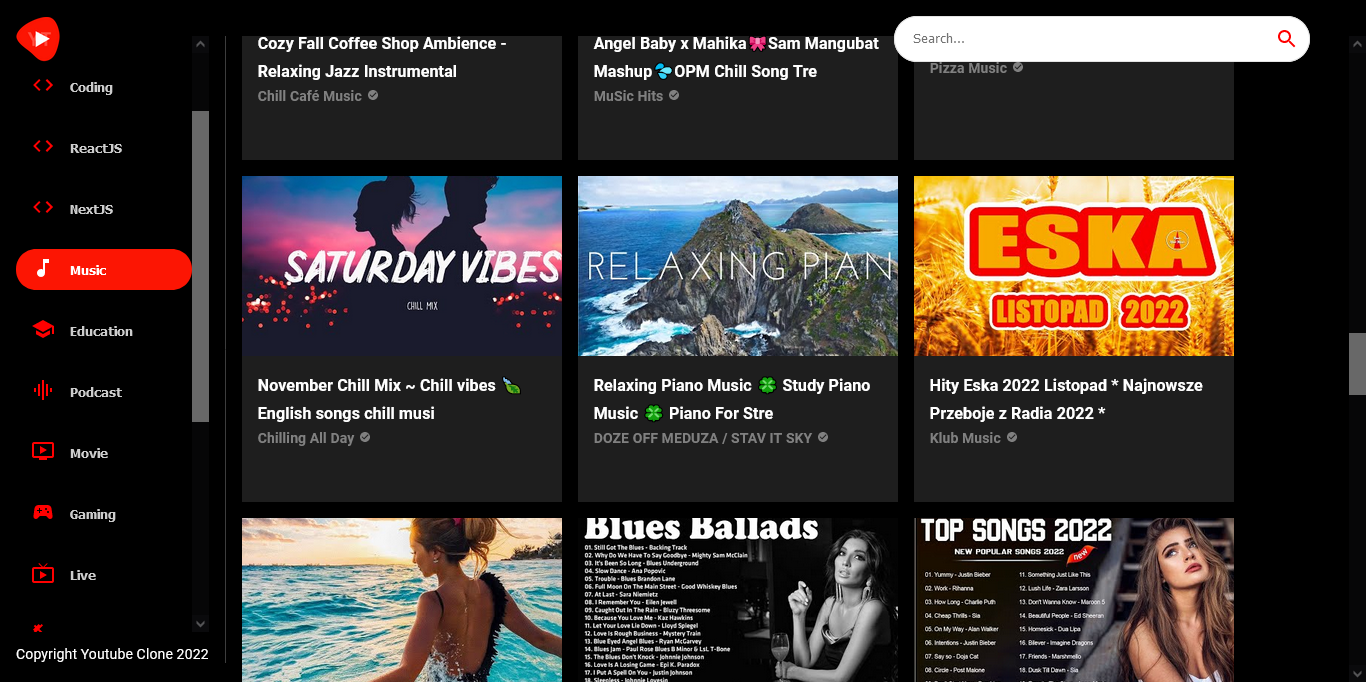 Search...
Coding
ReactJS
NextJS
Music
Education
Podcast
Movie
Gaming
Live
Copyright Youtube Clone 2022
Cozy Fall Coffee Shop Ambience -
Relaxing Jazz Instrumental
Chill Café Music
Angel Baby x Mahika🎀Sam Mangubat
Mashup💦OPM Chill Song Tre
MuSic Hits
Pizza Music
SATURDAY VIBES
CHILL MIX
November Chill Mix ~ Chill vibes 🍃
English songs chill musi
Chilling All Day
RELAXING PIAN
Relaxing Piano Music 🍀 Study Piano
Music 🍀 Piano For Stre
DOZE OFF MEDUZA / STAV IT SKY
ESKA
LISTOPAD 2022
Hity Eska 2022 Listopad * Najnowsze
Przeboje z Radia 2022 *
Klub Music
Blues Ballads
01. Still Got The Blues - Backing Track
02. Why Do We Have To Say Goodbye - Mighty Sam McClain
03. It's Been So Long - Blues Underground
04. Slow Dance - Ana Popovic
05. Trouble - Blues Brandon Lane
06. Full Moon On The Main Street - Good Whiskey Blues
07. At Last - Sara Niemietz
08. I Remember You - Eilen Jewell
09. Caught Out In The Rain - Bluzy Threesome
10. Because You Love Me - Kaz Hawkins
11. Let Your Love Lie Down - Lloyd Spiegel
12. Love Is Rough Business - Mystery Train
13. Blue Eyed Angel Blues - Ryan McGarvey
14. Blues Jam - Paul Rose Blues B Minor & Lsl. T-Bone
15. The Blues Don't Knock - Johnnie Johnson
16. Love Is A Losing Game - Epi K. Paradox
17. I Put A Spell On You - Justin Johnson
18. Sleepless - Johnnie Lovesin
TOP SONGS 2022
NEW POPULAR SONGS 2022 new
01. Yummy - Justin Bieber
02. Work - Rihanna
03. How Long - Charlie Puth
04. Cheap Thrills - Sia
05. On My Way - Alan Walker
06. Intentions - Justin Bieber
07. Say so - Doja Cat
08. Circle - Post Malone
11. Something Just Like This
12. Lush Life - Zara Larsson
13. Don't Wanna Know - Maroon 5
14. Beautiful People - Ed Sheeran
15. Homesick - Dua Lipa
16. Bliever - Imagine Dragons
17. Friends - Marshmello
18. Dusk Till Dawn - Sia